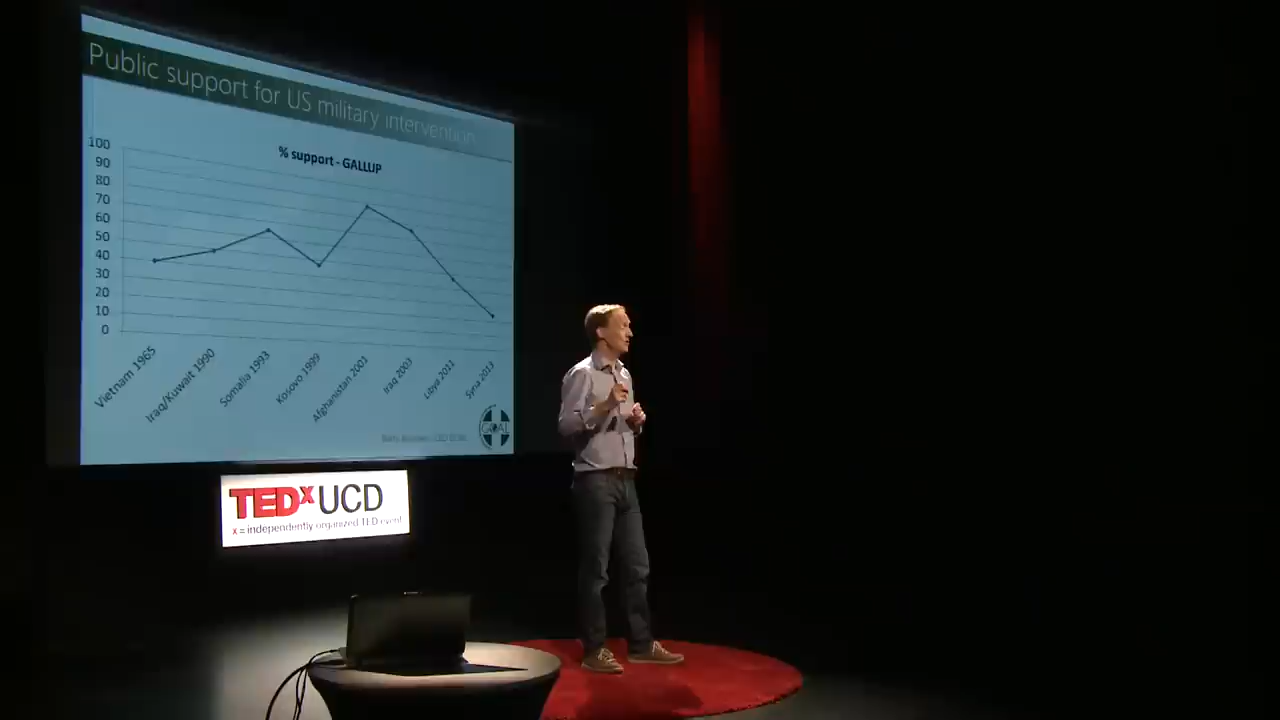 Public support for US military intervention
% support - GALLUP
100
90
80
70
60
50
40
30
20
10
0
Vietnam 1965
Iraq/Kuwait 1990
Somalia 1993
Kosovo 1999
Afghanistan 2001
Iraq 2003
Libya 2011
Syria 2013
GOAL
TEDx UCD
x = independently organized TED event